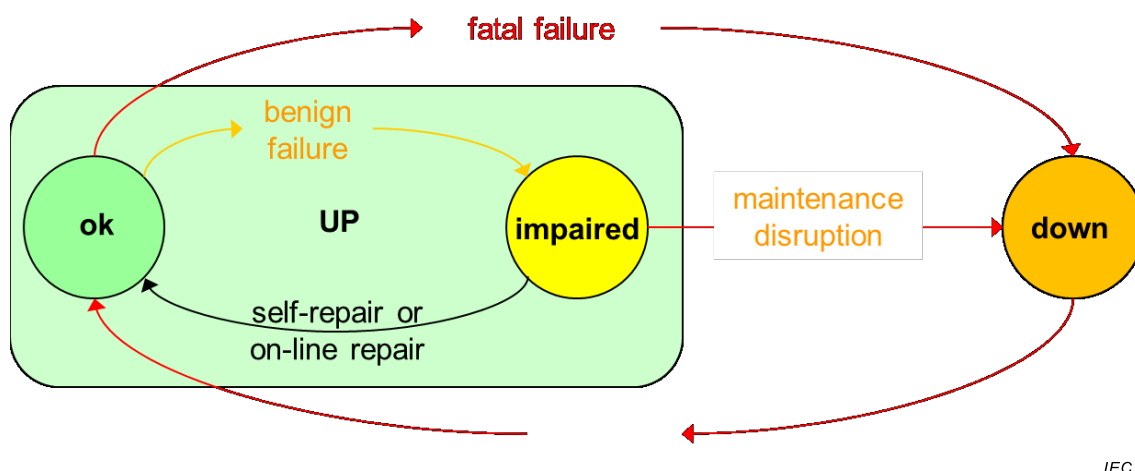 fatal failure
benign
failure
ok
UP
impaired
maintenance
disruption
down
self-repair or
on-line repair
IEC